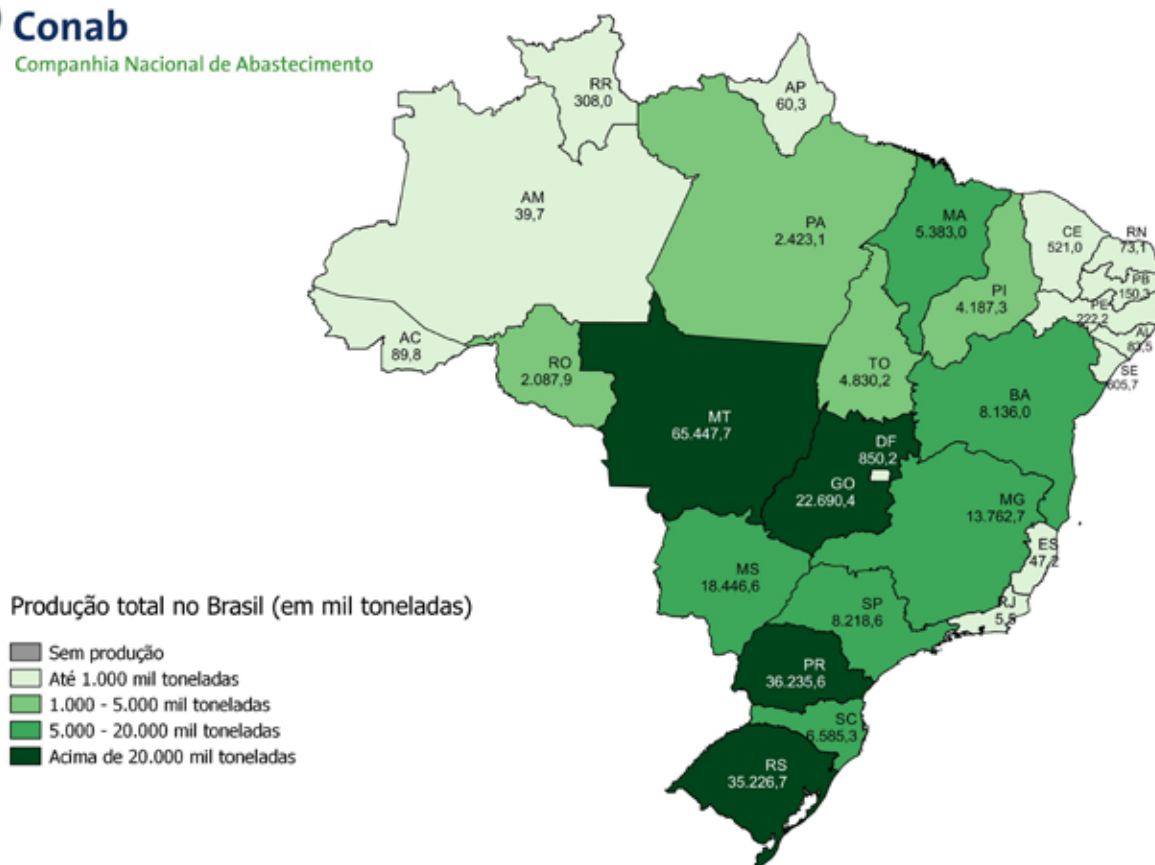 Conab
Companhia Nacional de Abastecimento
RR
308,0
AP
60,3
AM
39,7
PA
2.423,1
MA
5.383,0
CE
521,0
RN
73,1
PB
150,3
PI
4.187,3
PE
222,2
AL
83,5
SE
605,7
AC
89,8
RO
2.087,9
TO
4.830,2
BA
8.136,0
MT
65.447,7
DF
850,2
GO
22.690,4
MG
13.762,7
ES
47,2
MS
18.446,6
SP
8.218,6
RJ
5,5
PR
36.235,6
SC
6.585,3
RS
35.226,7
Produção total no Brasil (em mil toneladas)
Sem produção
Até 1.000 mil toneladas
1.000 - 5.000 mil toneladas
5.000 - 20.000 mil toneladas
Acima de 20.000 mil toneladas